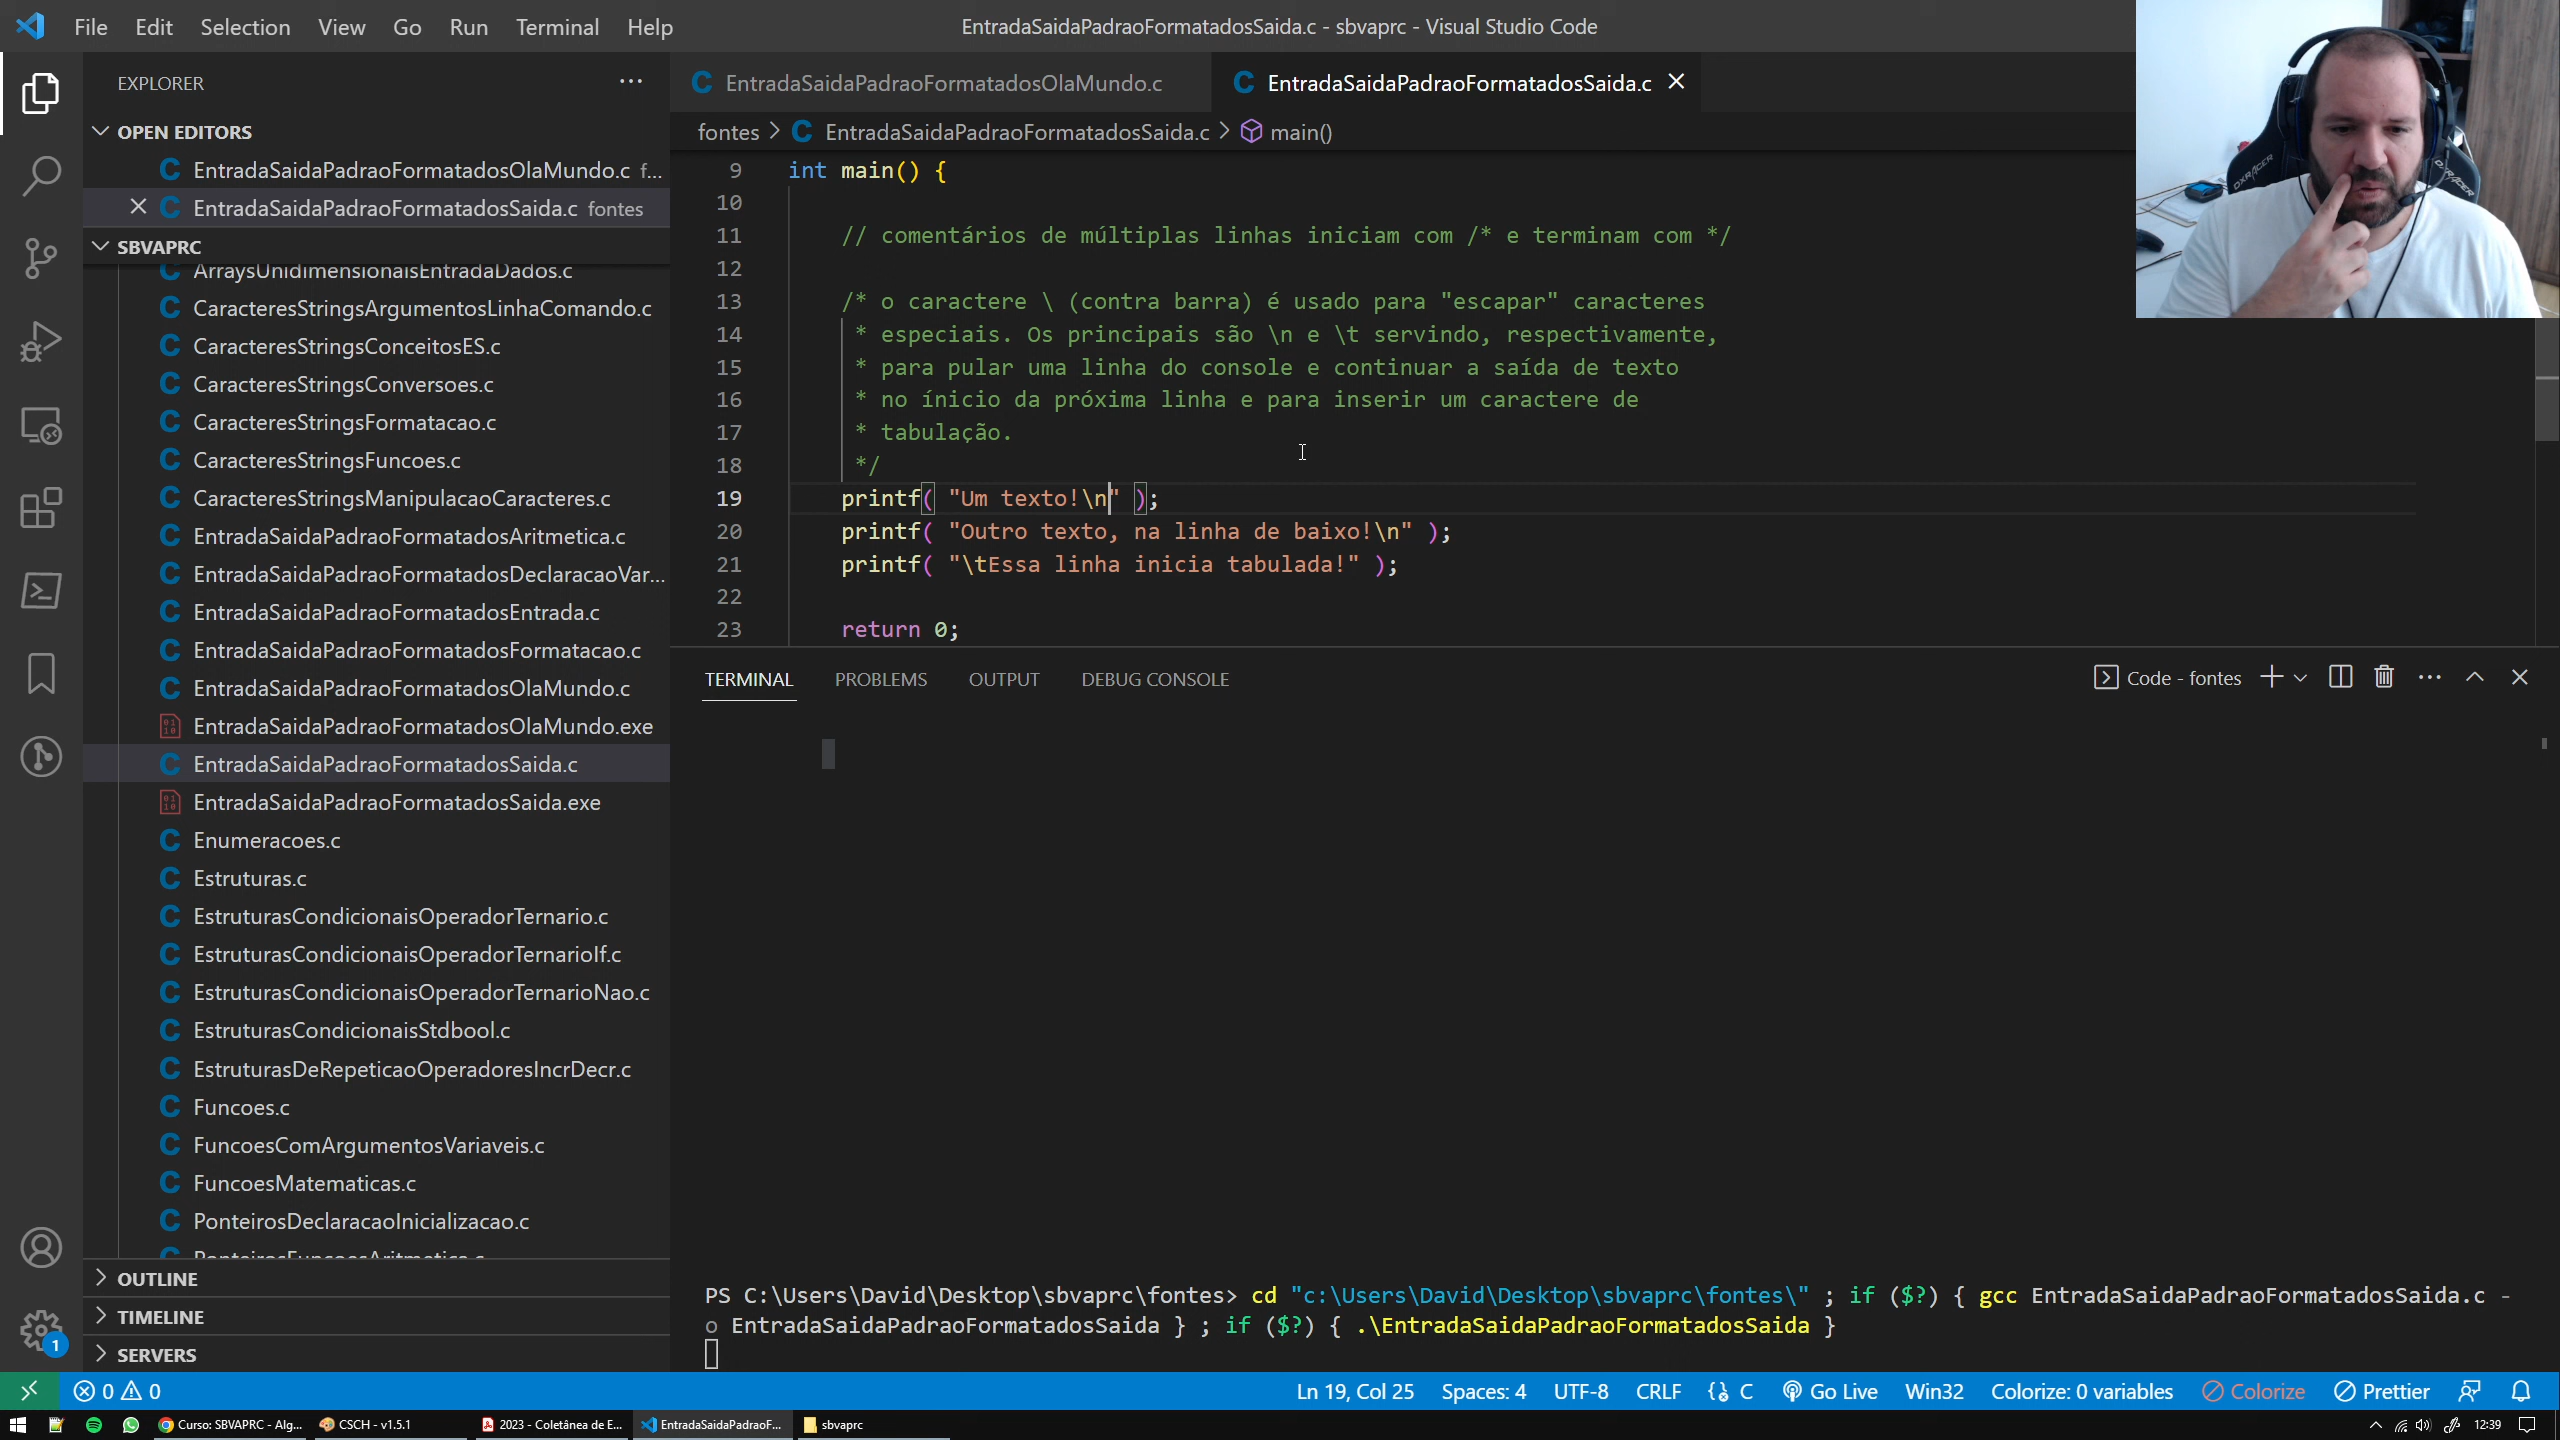 File Edit Selection View Go Run Terminal Help
EntradaSaidaPadraoFormatadosSaida.c - sbvaprc - Visual Studio Code
EXPLORER
OPEN EDITORS
EntradaSaidaPadraoFormatadosOlaMundo.c f...
EntradaSaidaPadraoFormatadosSaida.c fontes
SBVAPRC
ArraysUnidimensionaisEntradaDados.c
CaracteresStringsArgumentosLinhaComando.c
CaracteresStringsConceitosES.c
CaracteresStringsConversoes.c
CaracteresStringsFormatacao.c
CaracteresStringsFuncoes.c
CaracteresStringsManipulacaoCaracteres.c
EntradaSaidaPadraoFormatadosAritmetica.c
EntradaSaidaPadraoFormatadosDeclaracaoVar...
EntradaSaidaPadraoFormatadosEntrada.c
EntradaSaidaPadraoFormatadosFormatacao.c
EntradaSaidaPadraoFormatadosOlaMundo.c
EntradaSaidaPadraoFormatadosOlaMundo.exe
EntradaSaidaPadraoFormatadosSaida.c
EntradaSaidaPadraoFormatadosSaida.exe
Enumeracoes.c
Estruturas.c
EstruturasCondicionaisOperadorTernario.c
EstruturasCondicionaisOperadorTernarioIf.c
EstruturasCondicionaisOperadorTernarioNao.c
EstruturasCondicionaisStdbool.c
EstruturasDeRepeticaoOperadoresIncrDecr.c
Funcoes.c
FuncoesComArgumentosVariaveis.c
FuncoesMatematicas.c
PonteirosDeclaracaoInicializacao.c
PonteirosFuncoesAritmetica.c
OUTLINE
TIMELINE
SERVERS
EntradaSaidaPadraoFormatadosOlaMundo.c EntradaSaidaPadraoFormatadosSaida.c
fontes > EntradaSaidaPadraoFormatadosSaida.c > main()
9 int main() {
10
11 // comentários de múltiplas linhas iniciam com /* e terminam com */
12
13 /* o caractere \ (contra barra) é usado para "escapar" caracteres
14 * especiais. Os principais são \n e \t servindo, respectivamente,
15 * para pular uma linha do console e continuar a saída de texto
16 * no ínicio da próxima linha e para inserir um caractere de
17 * tabulação.
18 */
19 printf( "Um texto!\n" );
20 printf( "Outro texto, na linha de baixo!\n" );
21 printf( "\tEssa linha inicia tabulada!" );
22
23 return 0;
TERMINAL PROBLEMS OUTPUT DEBUG CONSOLE
Code - fontes
PS C:\Users\David\Desktop\sbvaprc\fontes> cd "c:\Users\David\Desktop\sbvaprc\fontes\" ; if ($?) { gcc EntradaSaidaPadraoFormatadosSaida.c -
o EntradaSaidaPadraoFormatadosSaida } ; if ($?) { .\EntradaSaidaPadraoFormatadosSaida }
1
0 0
Ln 19, Col 25 Spaces: 4 UTF-8 CRLF {} C Go Live Win32 Colorize: 0 variables Colorize Prettier
Curso: SBVAPRC - Alg... CSCH - v1.5.1 2023 - Coletânea de E... EntradaSaidaPadraoF... sbvaprc
12:39